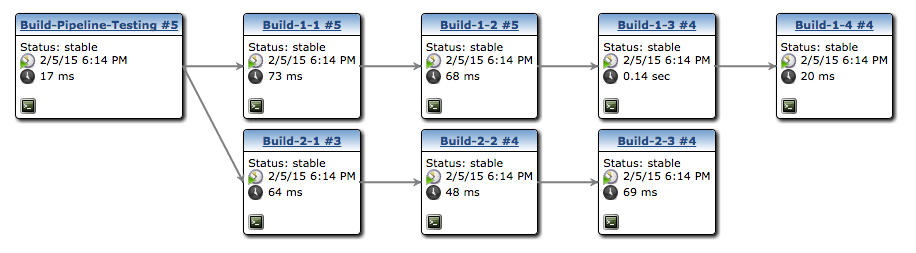 Build-Pipeline-Testing #5
Status: stable
2/5/15 6:14 PM
17 ms
Build-1-1 #5
Status: stable
2/5/15 6:14 PM
73 ms
Build-1-2 #5
Status: stable
2/5/15 6:14 PM
68 ms
Build-1-3 #4
Status: stable
2/5/15 6:14 PM
0.14 sec
Build-1-4 #4
Status: stable
2/5/15 6:14 PM
20 ms
Build-2-1 #3
Status: stable
2/5/15 6:14 PM
64 ms
Build-2-2 #4
Status: stable
2/5/15 6:14 PM
48 ms
Build-2-3 #4
Status: stable
2/5/15 6:14 PM
69 ms